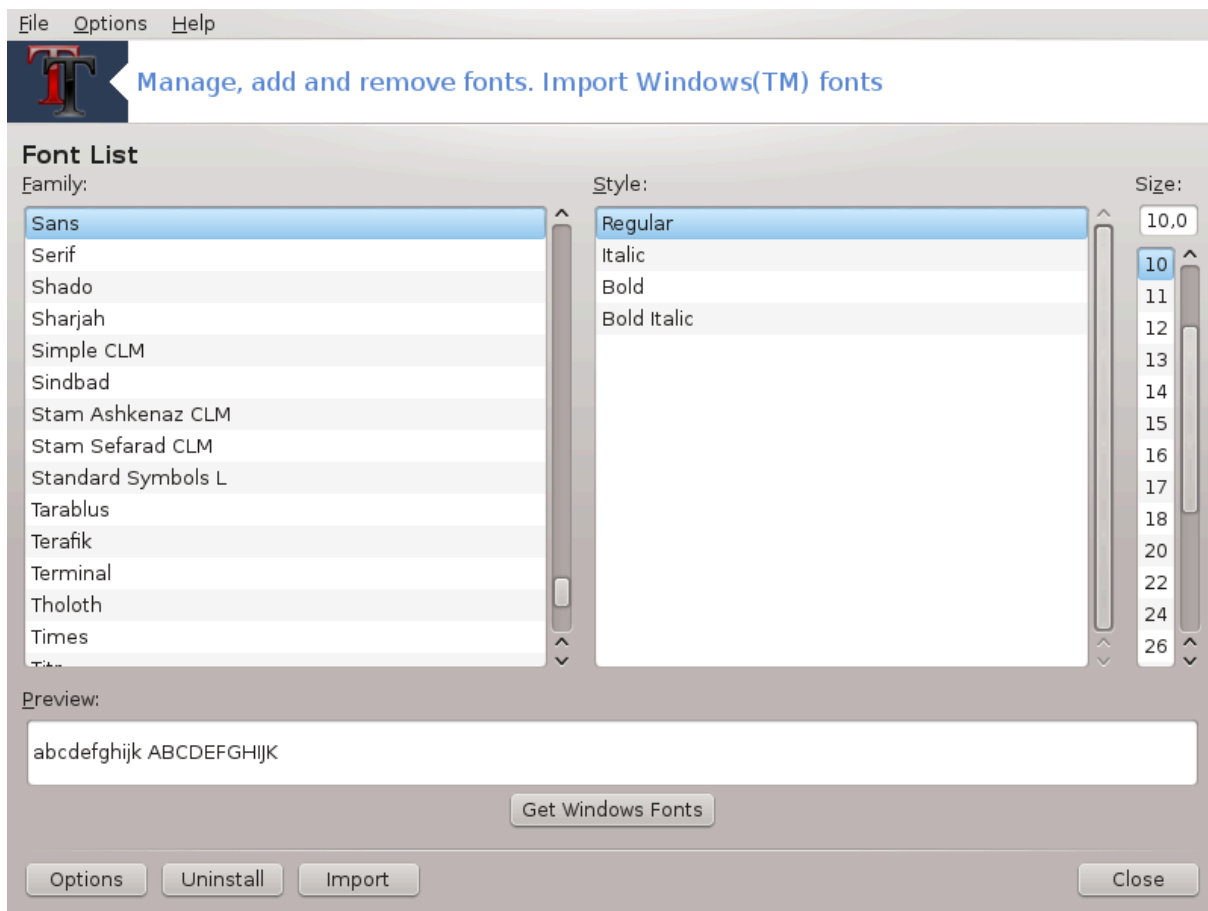 File Options Help
Manage, add and remove fonts. Import Windows(TM) fonts
Font List
Family:
Sans
Serif
Shado
Sharjah
Simple CLM
Sindbad
Stam Ashkenaz CLM
Stam Sefarad CLM
Standard Symbols L
Tarablus
Terafik
Terminal
Tholoth
Times
Style:
Regular
Italic
Bold
Bold Italic
Size:
10,0
10
11
12
13
14
15
16
17
18
20
22
24
26
Preview:
abcdefghijk ABCDEFGHIJK
Get Windows Fonts
Options Uninstall Import Close